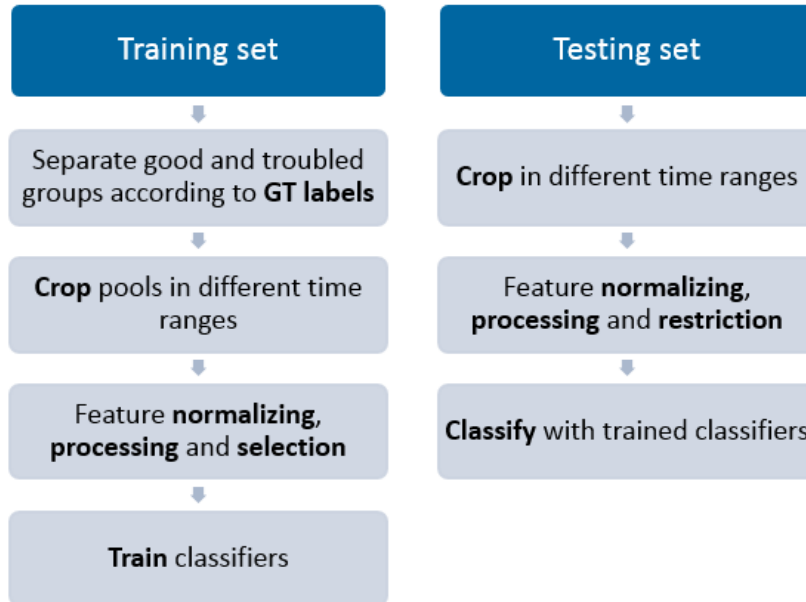 Training set
Separate good and troubled
groups according to GT labels
Crop pools in different time
ranges
Feature normalizing,
processing and selection
Train classifiers
Testing set
Crop in different time ranges
Feature normalizing,
processing and restriction
Classify with trained classifiers